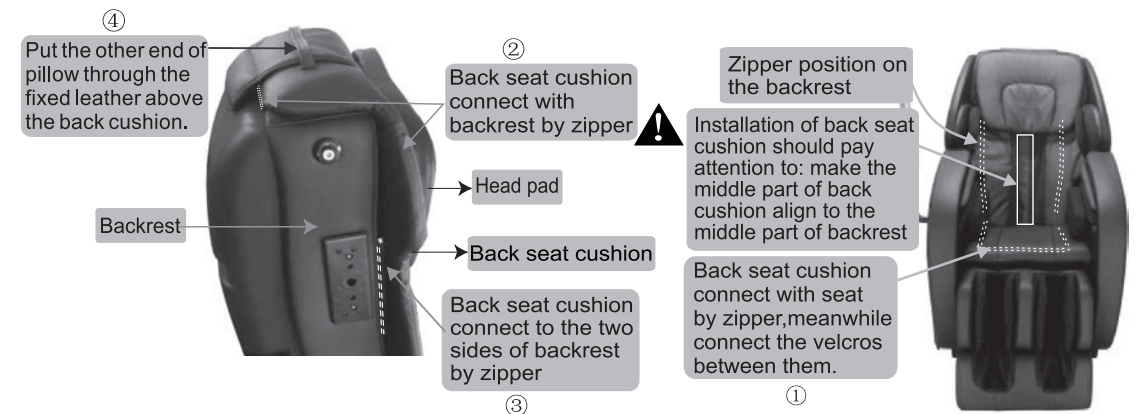 ④
Put the other end of
pillow through the
fixed leather above
the back cushion.
②
Back seat cushion
connect with
backrest by zipper
Head pad
Backrest
Back seat cushion
Back seat cushion
connect to the two
sides of backrest
by zipper
③
Zipper position on
the backrest
!
Installation of back seat
cushion should pay
attention to: make the
middle part of back
cushion align to the
middle part of backrest
Back seat cushion
connect with seat
by zipper,meanwhile
connect the velcros
between them.
①